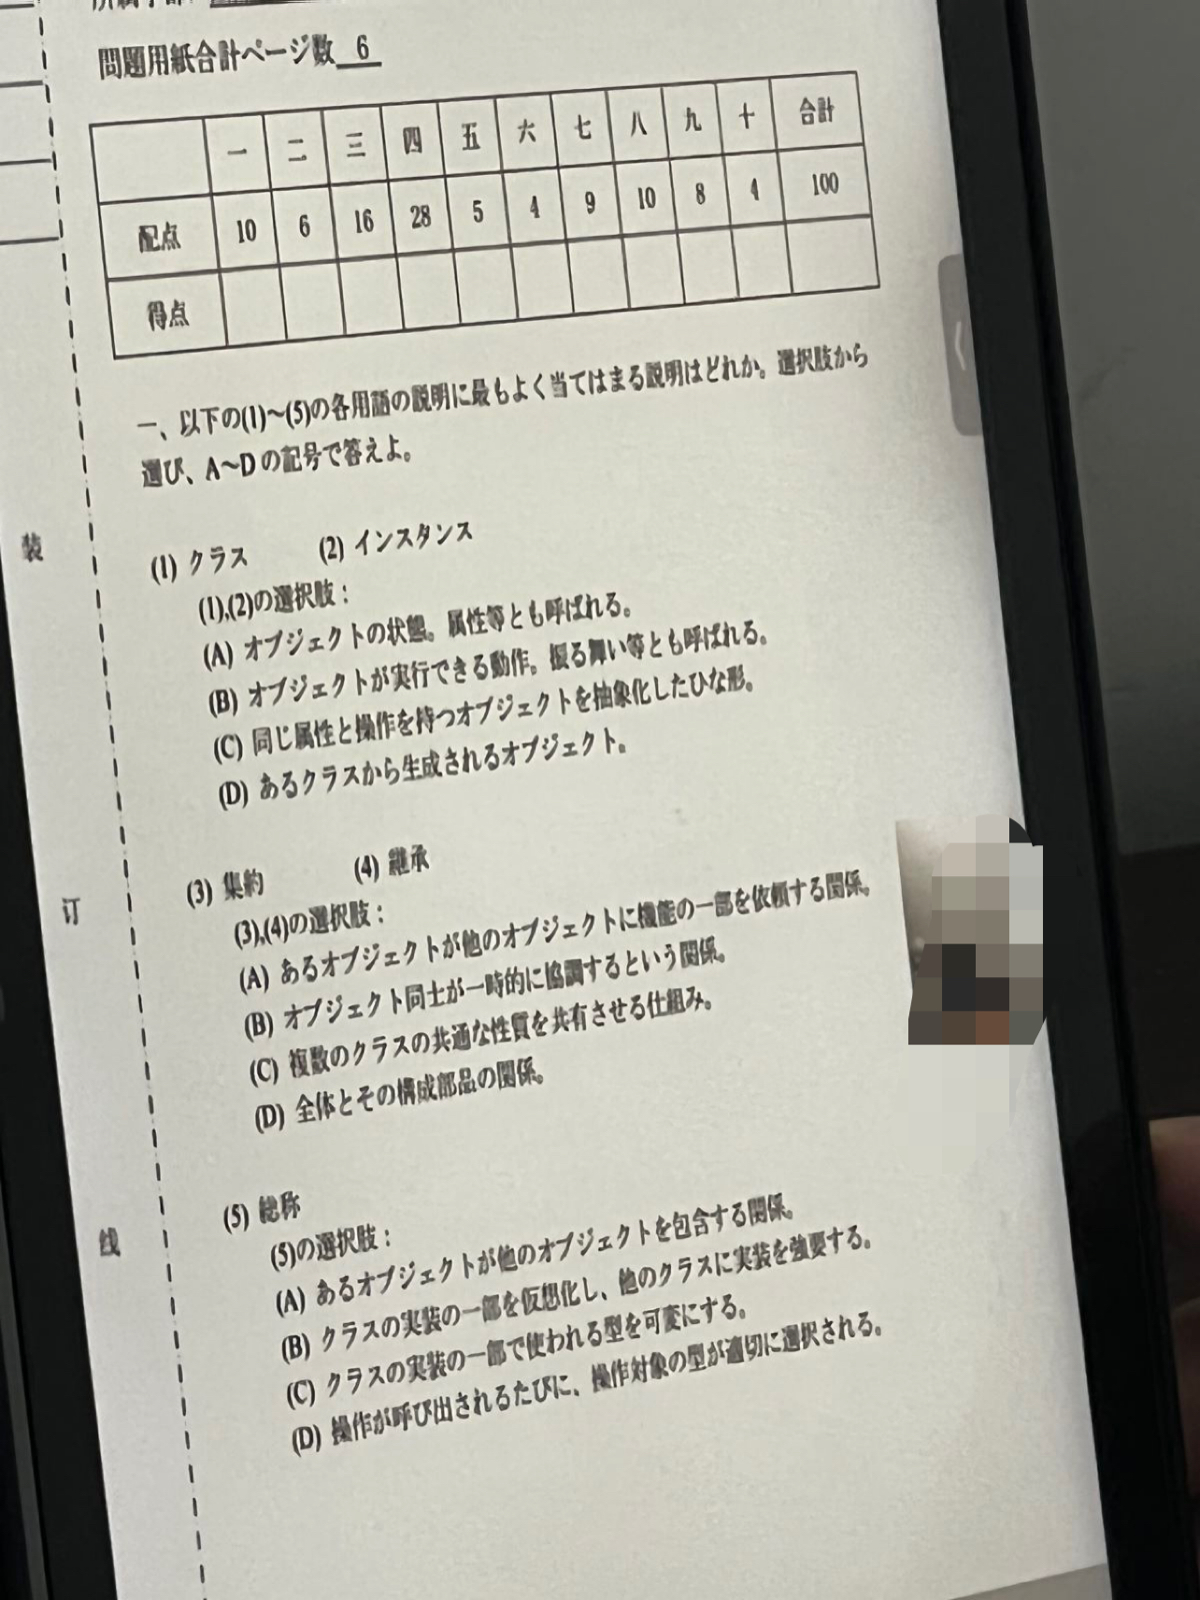 問題用紙合計ページ数 6
一 二 三 四 五 六 七 八 九 十 合計
配点 10 6 16 28 5 4 9 10 8 4 100
得点
一、以下の(1)～(5)の各用語の説明に最もよく当てはまる説明はどれか。選択肢から
選び、A～Dの記号で答えよ。
(1) クラス (2) インスタンス
(1),(2)の選択肢：
(A) オブジェクトの状態。属性等とも呼ばれる。
(B) オブジェクトが実行できる動作。振る舞い等とも呼ばれる。
(C) 同じ属性と操作を持つオブジェクトを抽象化したひな形。
(D) あるクラスから生成されるオブジェクト。
(3) 集約 (4) 継承
(3),(4)の選択肢：
(A) あるオブジェクトが他のオブジェクトに機能の一部を依頼する関係。
(B) オブジェクト同士が一時的に協調するという関係。
(C) 複数のクラスの共通な性質を共有させる仕組み。
(D) 全体とその構成部品の関係。
(5) 総称
(5)の選択肢：
(A) あるオブジェクトが他のオブジェクトを包含する関係。
(B) クラスの実装の一部を仮想化し、他のクラスに実装を強要する。
(C) クラスの実装の一部で使われる型を可変にする。
(D) 操作が呼び出されるたびに、操作対象の型が適切に選択される。
装
订
线